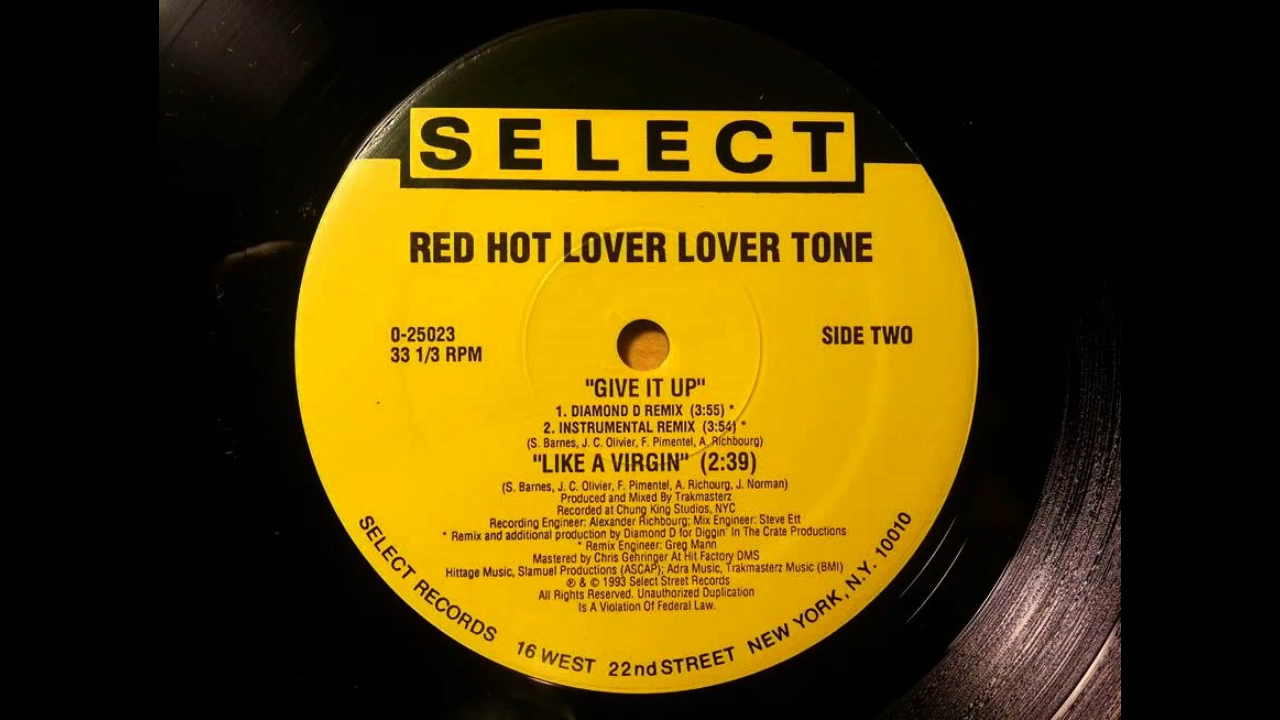 SELECT
RED HOT LOVER LOVER TONE
0-25023
33 1/3 RPM
SIDE TWO
"GIVE IT UP"
1. DIAMOND D REMIX (3:55) *
2. INSTRUMENTAL REMIX (3:54) *
(S. Barnes, J. C. Olivier, F. Pimentel, A. Richbourg)
"LIKE A VIRGIN" (2:39)
(S. Barnes, J. C. Olivier, F. Pimentel, A. Richourg, J. Norman)
Produced and Mixed By Trakmasterz
Recorded at Chung King Studios, NYC
Recording Engineer: Alexander Richbourg; Mix Engineer: Steve Ett
* Remix and additional production by Diamond D for Diggin' In The Crate Productions
* Remix Engineer: Greg Mann
Mastered by Chris Gehringer At Hit Factory DMS
Hittage Music, Slamuel Productions (ASCAP); Adra Music, Trakmasterz Music (BMI)
℗ & © 1993 Select Street Records
All Rights Reserved. Unauthorized Duplication
Is A Violation Of Federal Law.
SELECT RECORDS 16 WEST 22nd STREET NEW YORK, N.Y. 10010